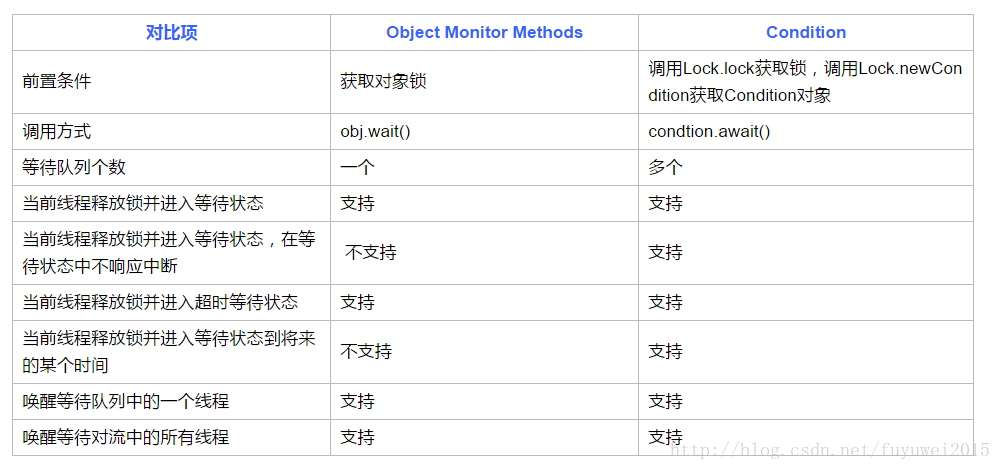 对比项 Object Monitor Methods Condition
前置条件 获取对象锁 调用Lock.lock获取锁，调用Lock.newCon
dition获取Condition对象
调用方式 obj.wait() condtion.await()
等待队列个数 一个 多个
当前线程释放锁并进入等待状态 支持 支持
当前线程释放锁并进入等待状态，在等
待状态中不响应中断 不支持 支持
当前线程释放锁并进入超时等待状态 支持 支持
当前线程释放锁并进入等待状态到将来
的某个时间 不支持 支持
唤醒等待队列中的一个线程 支持 支持
唤醒等待对流中的所有线程 支持 支持
http://blog.csdn.net/fuyuwei2015